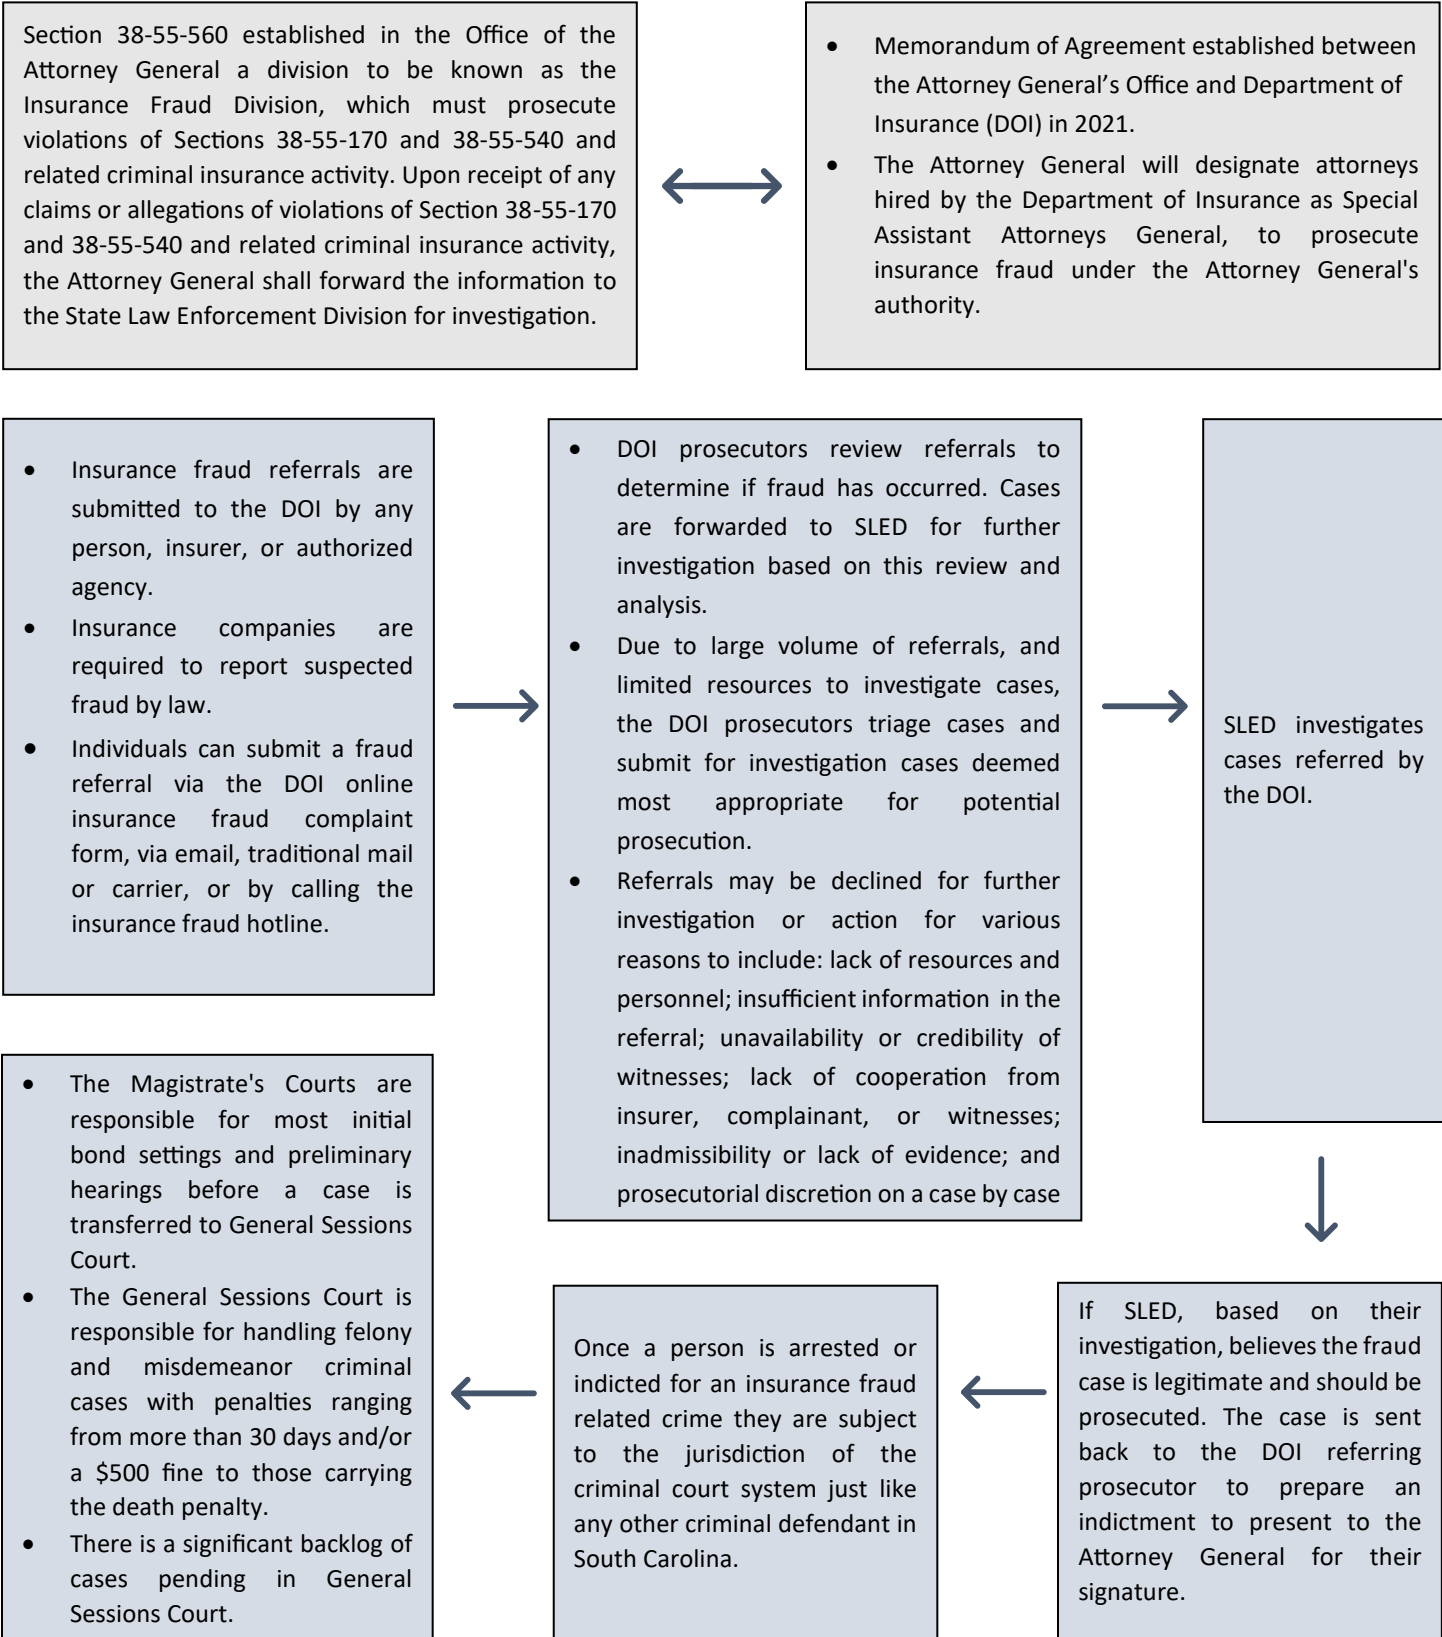 Section 38-55-560 established in the Office of the
Attorney General a division to be known as the
Insurance Fraud Division, which must prosecute
violations of Sections 38-55-170 and 38-55-540 and
related criminal insurance activity. Upon receipt of any
claims or allegations of violations of Section 38-55-170
and 38-55-540 and related criminal insurance activity,
the Attorney General shall forward the information to
the State Law Enforcement Division for investigation.
• Memorandum of Agreement established between
the Attorney General’s Office and Department of
Insurance (DOI) in 2021.
• The Attorney General will designate attorneys
hired by the Department of Insurance as Special
Assistant Attorneys General, to prosecute
insurance fraud under the Attorney General's
authority.
• Insurance fraud referrals are
submitted to the DOI by any
person, insurer, or authorized
agency.
• Insurance companies are
required to report suspected
fraud by law.
• Individuals can submit a fraud
referral via the DOI online
insurance fraud complaint
form, via email, traditional mail
or carrier, or by calling the
insurance fraud hotline.
• DOI prosecutors review referrals to
determine if fraud has occurred. Cases
are forwarded to SLED for further
investigation based on this review and
analysis.
• Due to large volume of referrals, and
limited resources to investigate cases,
the DOI prosecutors triage cases and
submit for investigation cases deemed
most appropriate for potential
prosecution.
• Referrals may be declined for further
investigation or action for various
reasons to include: lack of resources and
personnel; insufficient information in the
referral; unavailability or credibility of
witnesses; lack of cooperation from
insurer, complainant, or witnesses;
inadmissibility or lack of evidence; and
prosecutorial discretion on a case by case
SLED investigates
cases referred by
the DOI.
If SLED, based on their
investigation, believes the fraud
case is legitimate and should be
prosecuted. The case is sent
back to the DOI referring
prosecutor to prepare an
indictment to present to the
Attorney General for their
signature.
Once a person is arrested or
indicted for an insurance fraud
related crime they are subject
to the jurisdiction of the
criminal court system just like
any other criminal defendant in
South Carolina.
• The Magistrate's Courts are
responsible for most initial
bond settings and preliminary
hearings before a case is
transferred to General Sessions
Court.
• The General Sessions Court is
responsible for handling felony
and misdemeanor criminal
cases with penalties ranging
from more than 30 days and/or
a $500 fine to those carrying
the death penalty.
• There is a significant backlog of
cases pending in General
Sessions Court.